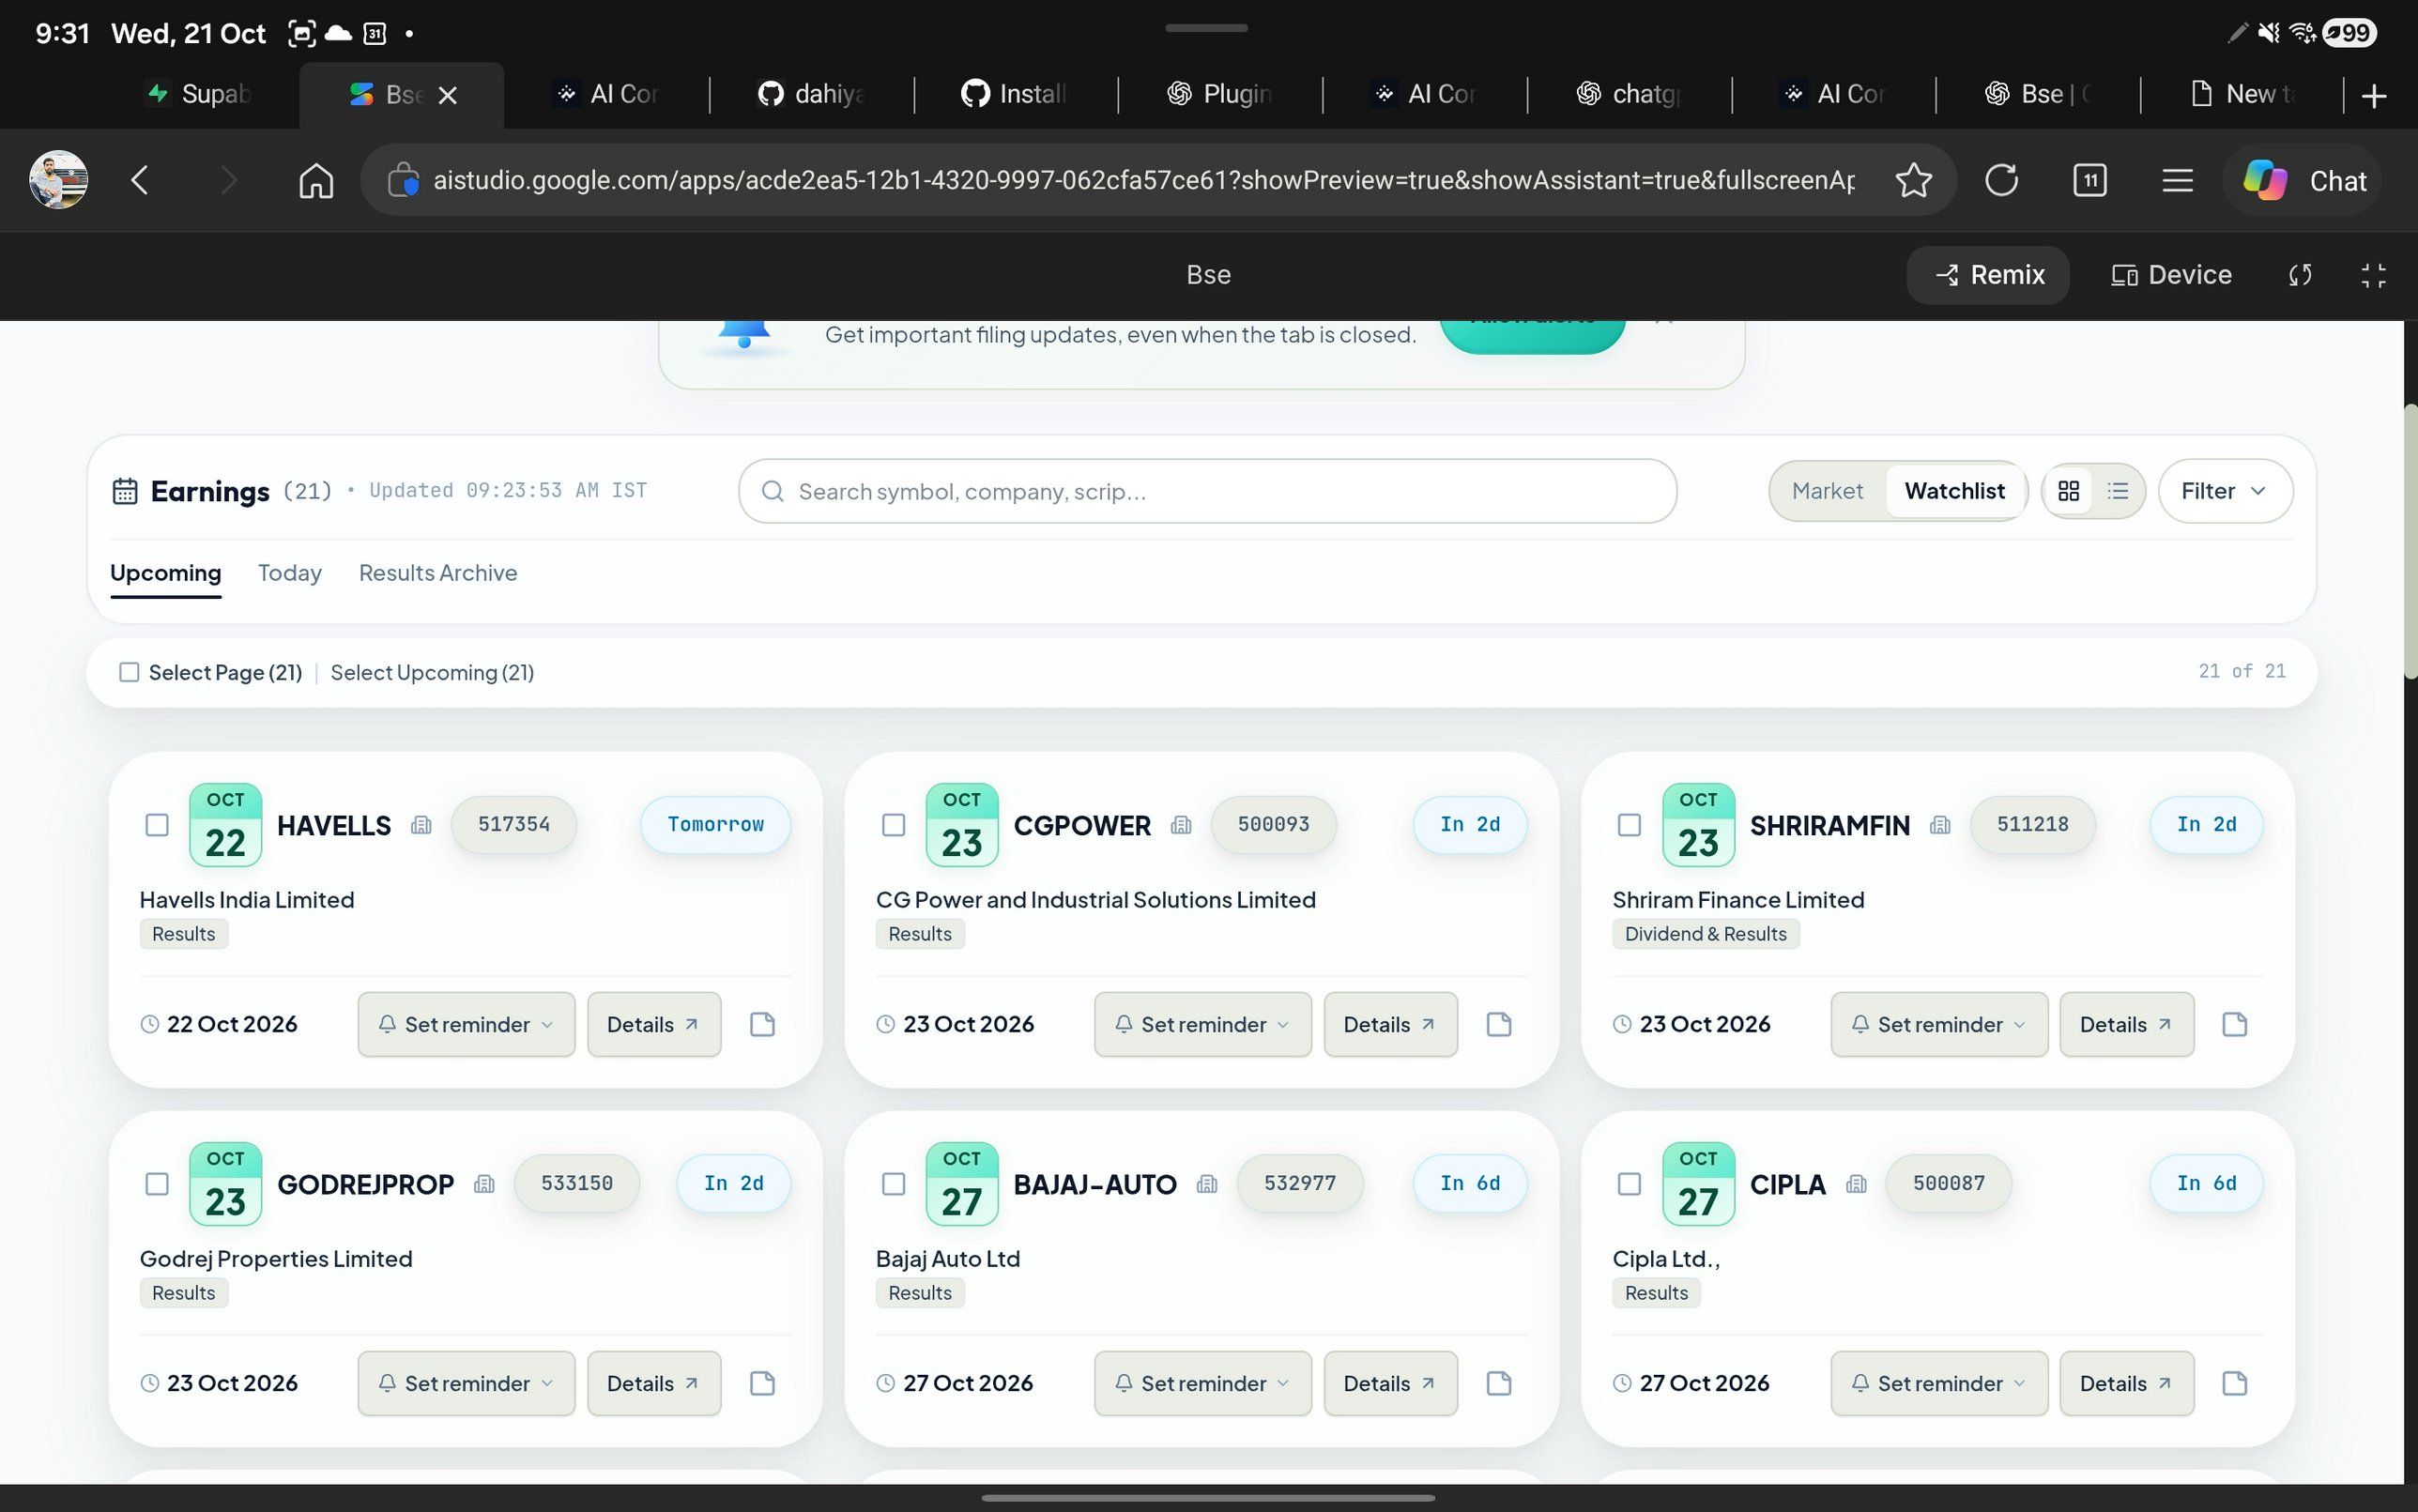 9:31 Wed, 21 Oct 31 99
Supab
Bse
AI Cor
dahiya
Install
Plugin
AI Cor
chatgp
AI Cor
Bse | C
New t
aistudio.google.com/apps/acde2ea5-12b1-4320-9997-062cfa57ce61?showPreview=true&showAssistant=true&fullscreenAp
11
Chat
Bse
Remix
Device
Get important filing updates, even when the tab is closed.
Earnings (21) • Updated 09:23:53 AM IST
Search symbol, company, scrip...
Market Watchlist
Filter
Upcoming Today Results Archive
Select Page (21) | Select Upcoming (21)
21 of 21
OCT
22
HAVELLS
517354
Tomorrow
Havells India Limited
Results
22 Oct 2026
Set reminder
Details
OCT
23
CGPOWER
500093
In 2d
CG Power and Industrial Solutions Limited
Results
23 Oct 2026
Set reminder
Details
OCT
23
SHRIRAMFIN
511218
In 2d
Shriram Finance Limited
Dividend & Results
23 Oct 2026
Set reminder
Details
OCT
23
GODREJPROP
533150
In 2d
Godrej Properties Limited
Results
23 Oct 2026
Set reminder
Details
OCT
27
BAJAJ-AUTO
532977
In 6d
Bajaj Auto Ltd
Results
27 Oct 2026
Set reminder
Details
OCT
27
CIPLA
500087
In 6d
Cipla Ltd.,
Results
27 Oct 2026
Set reminder
Details